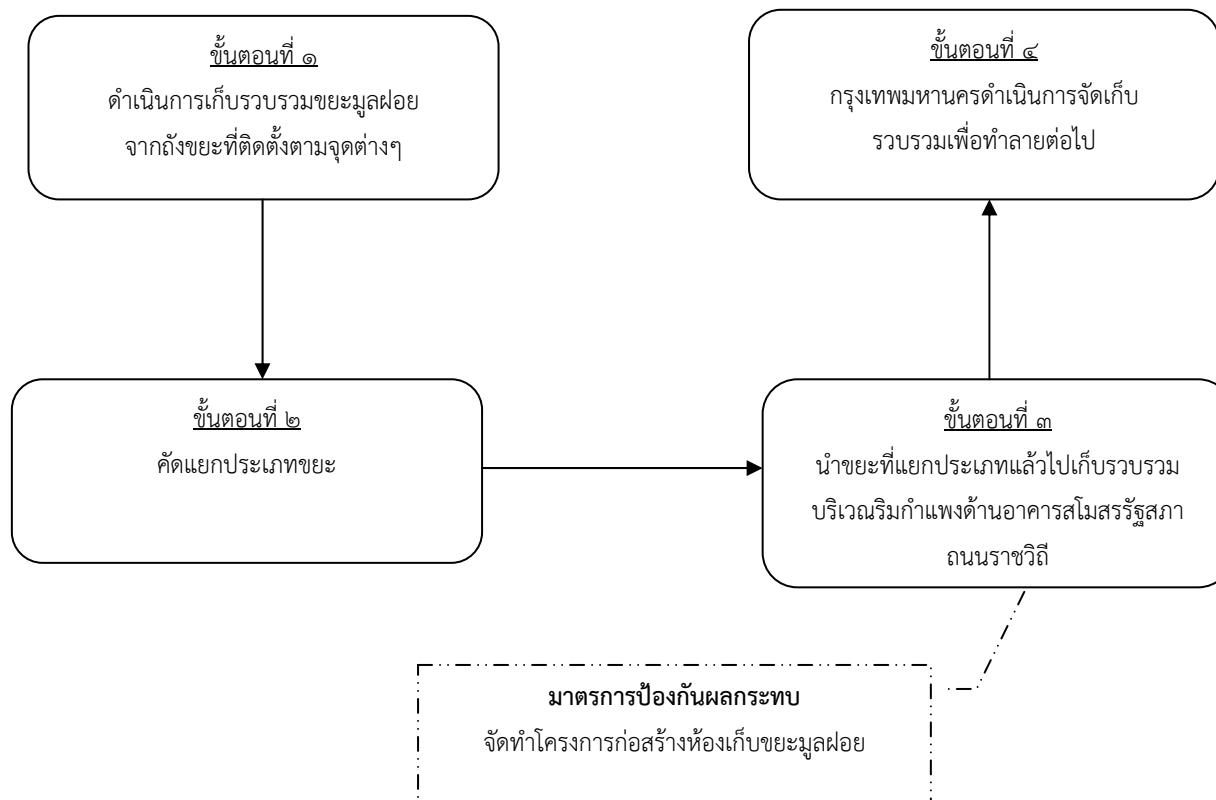 ขั้นตอนที่ ๑
ดำเนินการเก็บรวบรวมขยะมูลฝอย
จากถังขยะที่ติดตั้งตามจุดต่างๆ
ขั้นตอนที่ ๔
กรุงเทพมหานครดำเนินการจัดเก็บ
รวบรวมเพื่อทำลายต่อไป
ขั้นตอนที่ ๒
คัดแยกประเภทขยะ
ขั้นตอนที่ ๓
นำขยะที่แยกประเภทแล้วไปเก็บรวบรวม
บริเวณริมกำแพงด้านอาคารสโมสรรัฐสภา
ถนนราชวิถี
มาตรการป้องกันผลกระทบ
จัดทำโครงการก่อสร้างห้องเก็บขยะมูลฝอย